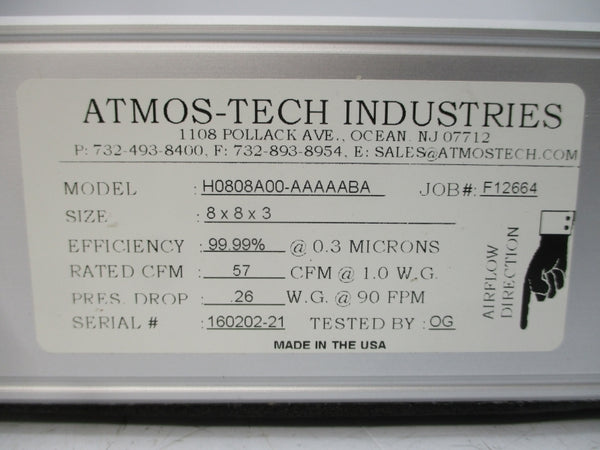 ATMOS-TECH INDUSTRIES
1108 POLLACK AVE., OCEAN, NJ 07712
P: 732-493-8400, F: 732-893-8954, E: SALES@ATMOSTECH.COM
MODEL : H0808A00-AAAAABA JOB#: F12664
SIZE : 8 x 8 x 3
EFFICIENCY : 99.99% @ 0.3 MICRONS
RATED CFM : 57 CFM @ 1.0 W.G.
PRES. DROP : .26 W.G. @ 90 FPM
SERIAL # : 160202-21 TESTED BY : OG
AIRFLOW
DIRECTION
MADE IN THE USA